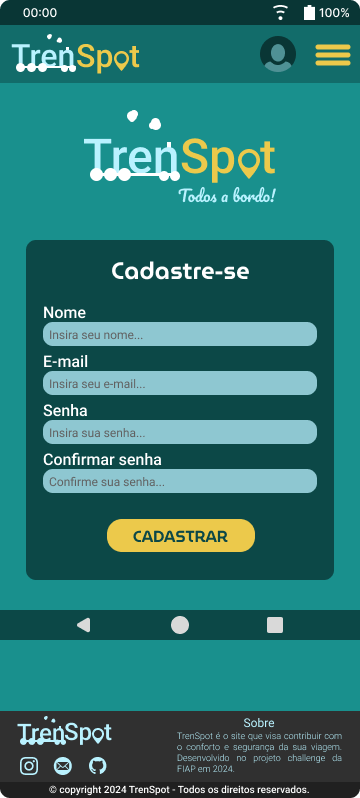 00:00 100%
TrenSpot
TrenSpot
Todos a bordo!
Cadastre-se
Nome
Insira seu nome...
E-mail
Insira seu e-mail...
Senha
Insira sua senha...
Confirmar senha
Confirme sua senha...
CADASTRAR
TrenSpot
Sobre
TrenSpot é o site que visa contribuir com
o conforto e segurança da sua viagem.
Desenvolvido no projeto challenge da
FIAP em 2024.
© copyright 2024 TrenSpot - Todos os direitos reservados.